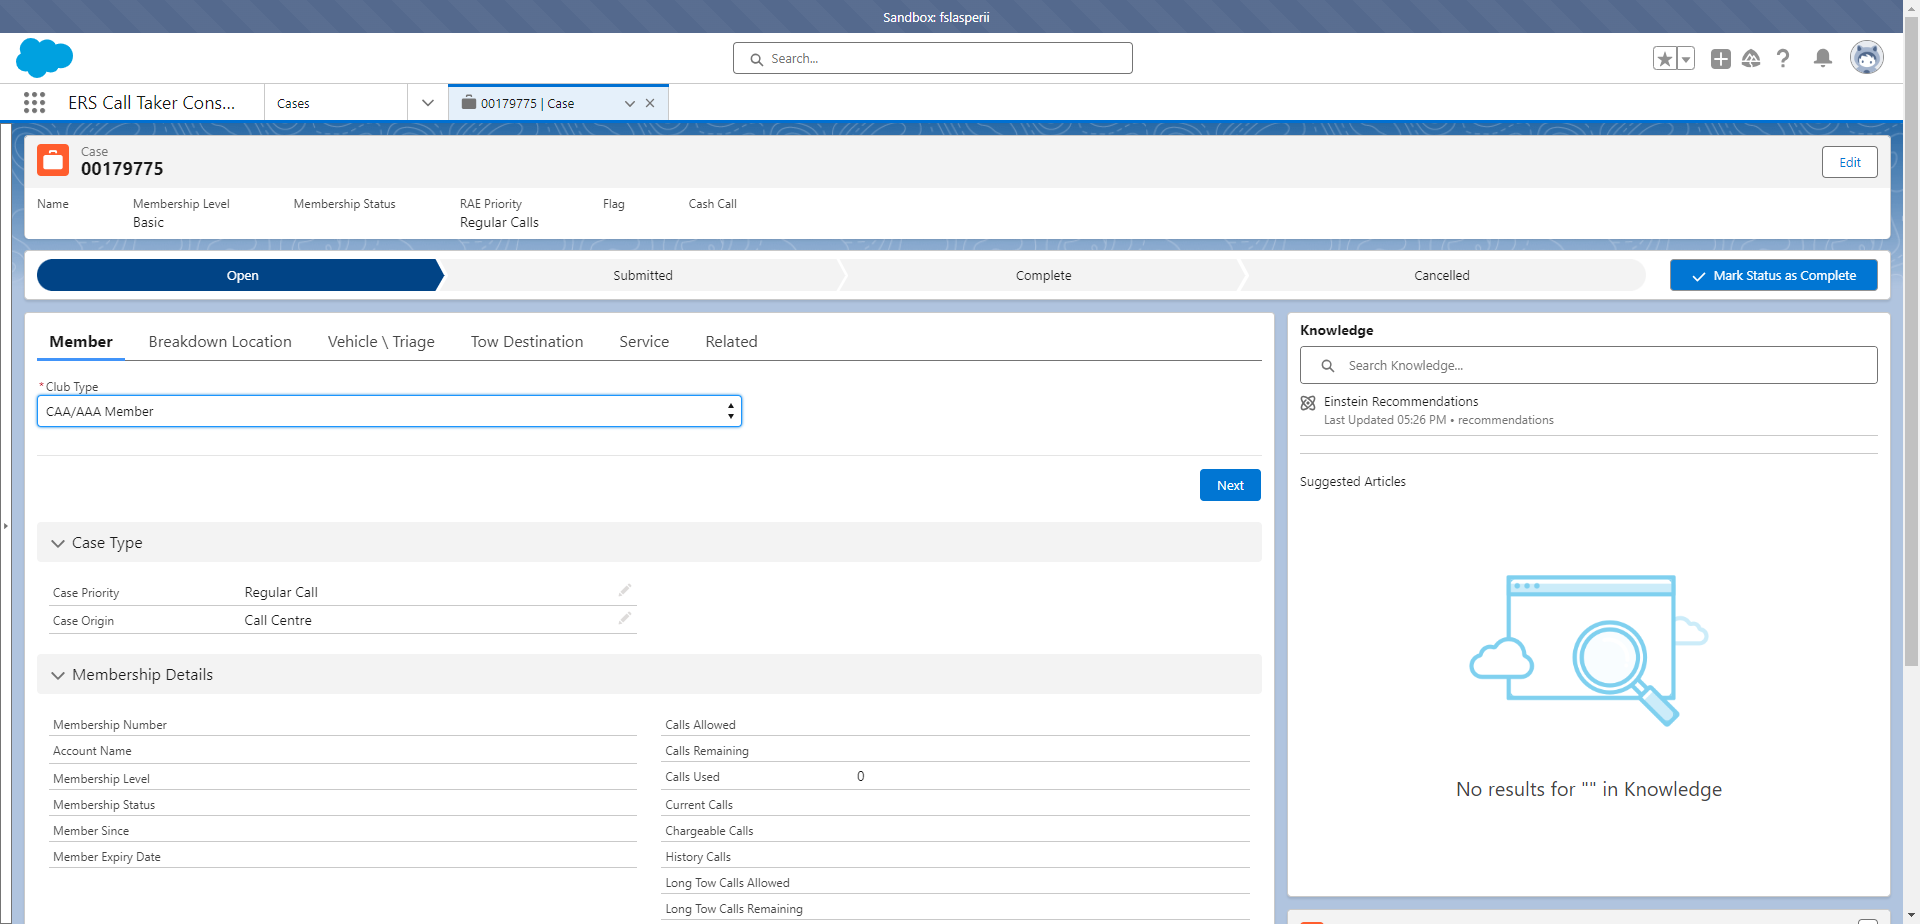 Sandbox: fslasperii
Search...
ERS Call Taker Cons...
Cases
00179775 | Case
Case
00179775
Edit
Name
Membership Level
Membership Status
RAE Priority
Flag
Cash Call
Basic
Regular Calls
Open
Submitted
Complete
Cancelled
Mark Status as Complete
Member
Breakdown Location
Vehicle \ Triage
Tow Destination
Service
Related
*Club Type
CAA/AAA Member
Next
Case Type
Case Priority
Regular Call
Case Origin
Call Centre
Membership Details
Membership Number
Account Name
Membership Level
Membership Status
Member Since
Member Expiry Date
Calls Allowed
Calls Remaining
Calls Used
0
Current Calls
Chargeable Calls
History Calls
Long Tow Calls Allowed
Long Tow Calls Remaining
Knowledge
Search Knowledge...
Einstein Recommendations
Last Updated 05:26 PM • recommendations
Suggested Articles
No results for "" in Knowledge